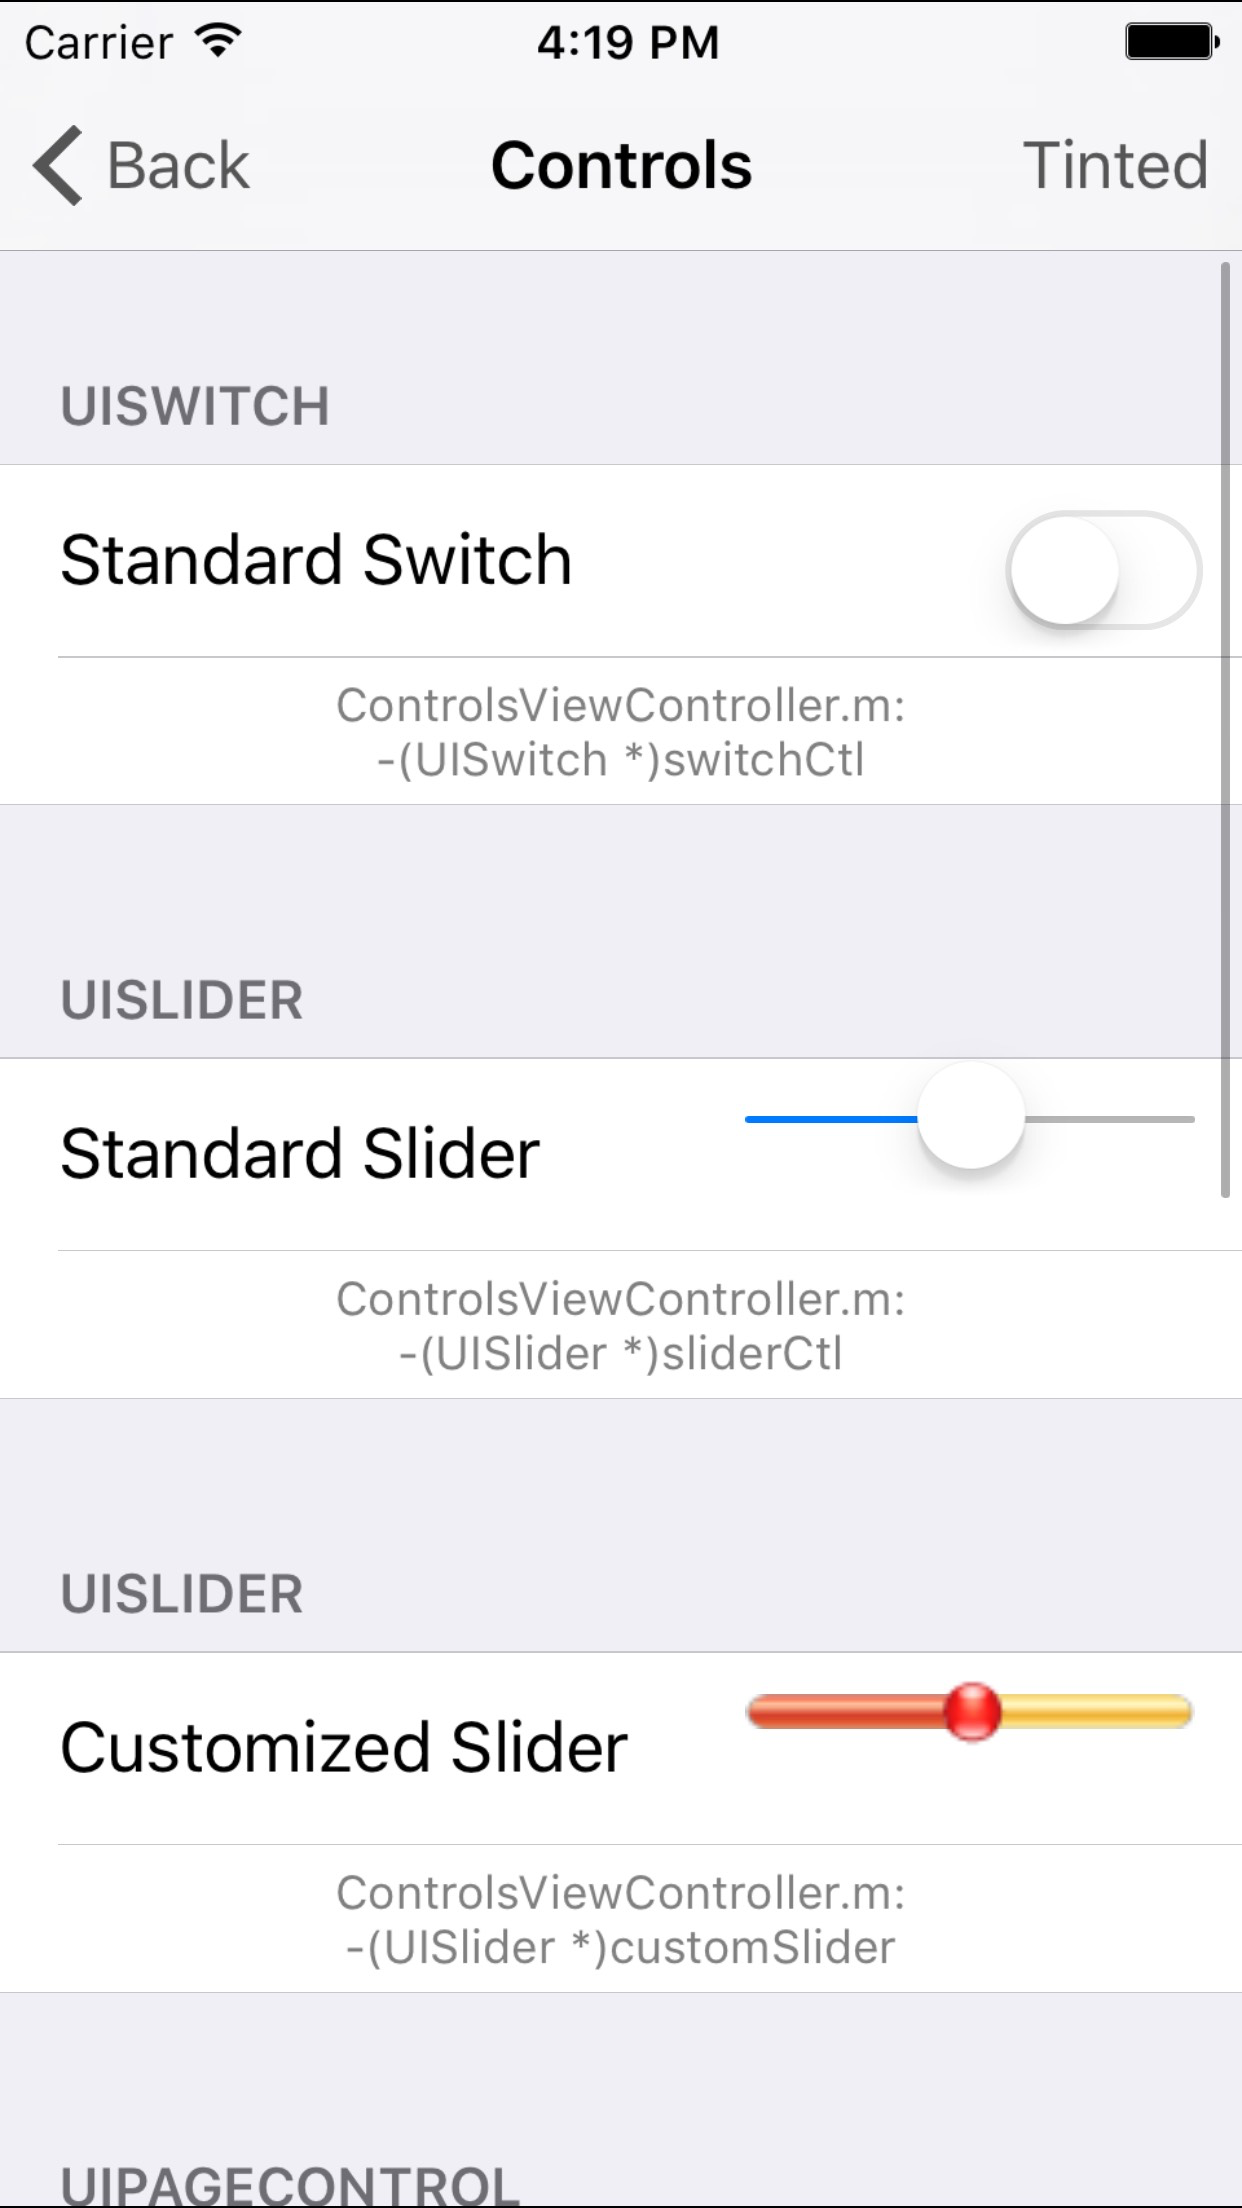 Carrier 4:19 PM
Back Controls Tinted
UISWITCH
Standard Switch
ControlsViewController.m:
-(UISwitch *)switchCtl
UISLIDER
Standard Slider
ControlsViewController.m:
-(UISlider *)sliderCtl
UISLIDER
Customized Slider
ControlsViewController.m:
-(UISlider *)customSlider
UIPAGECONTROL